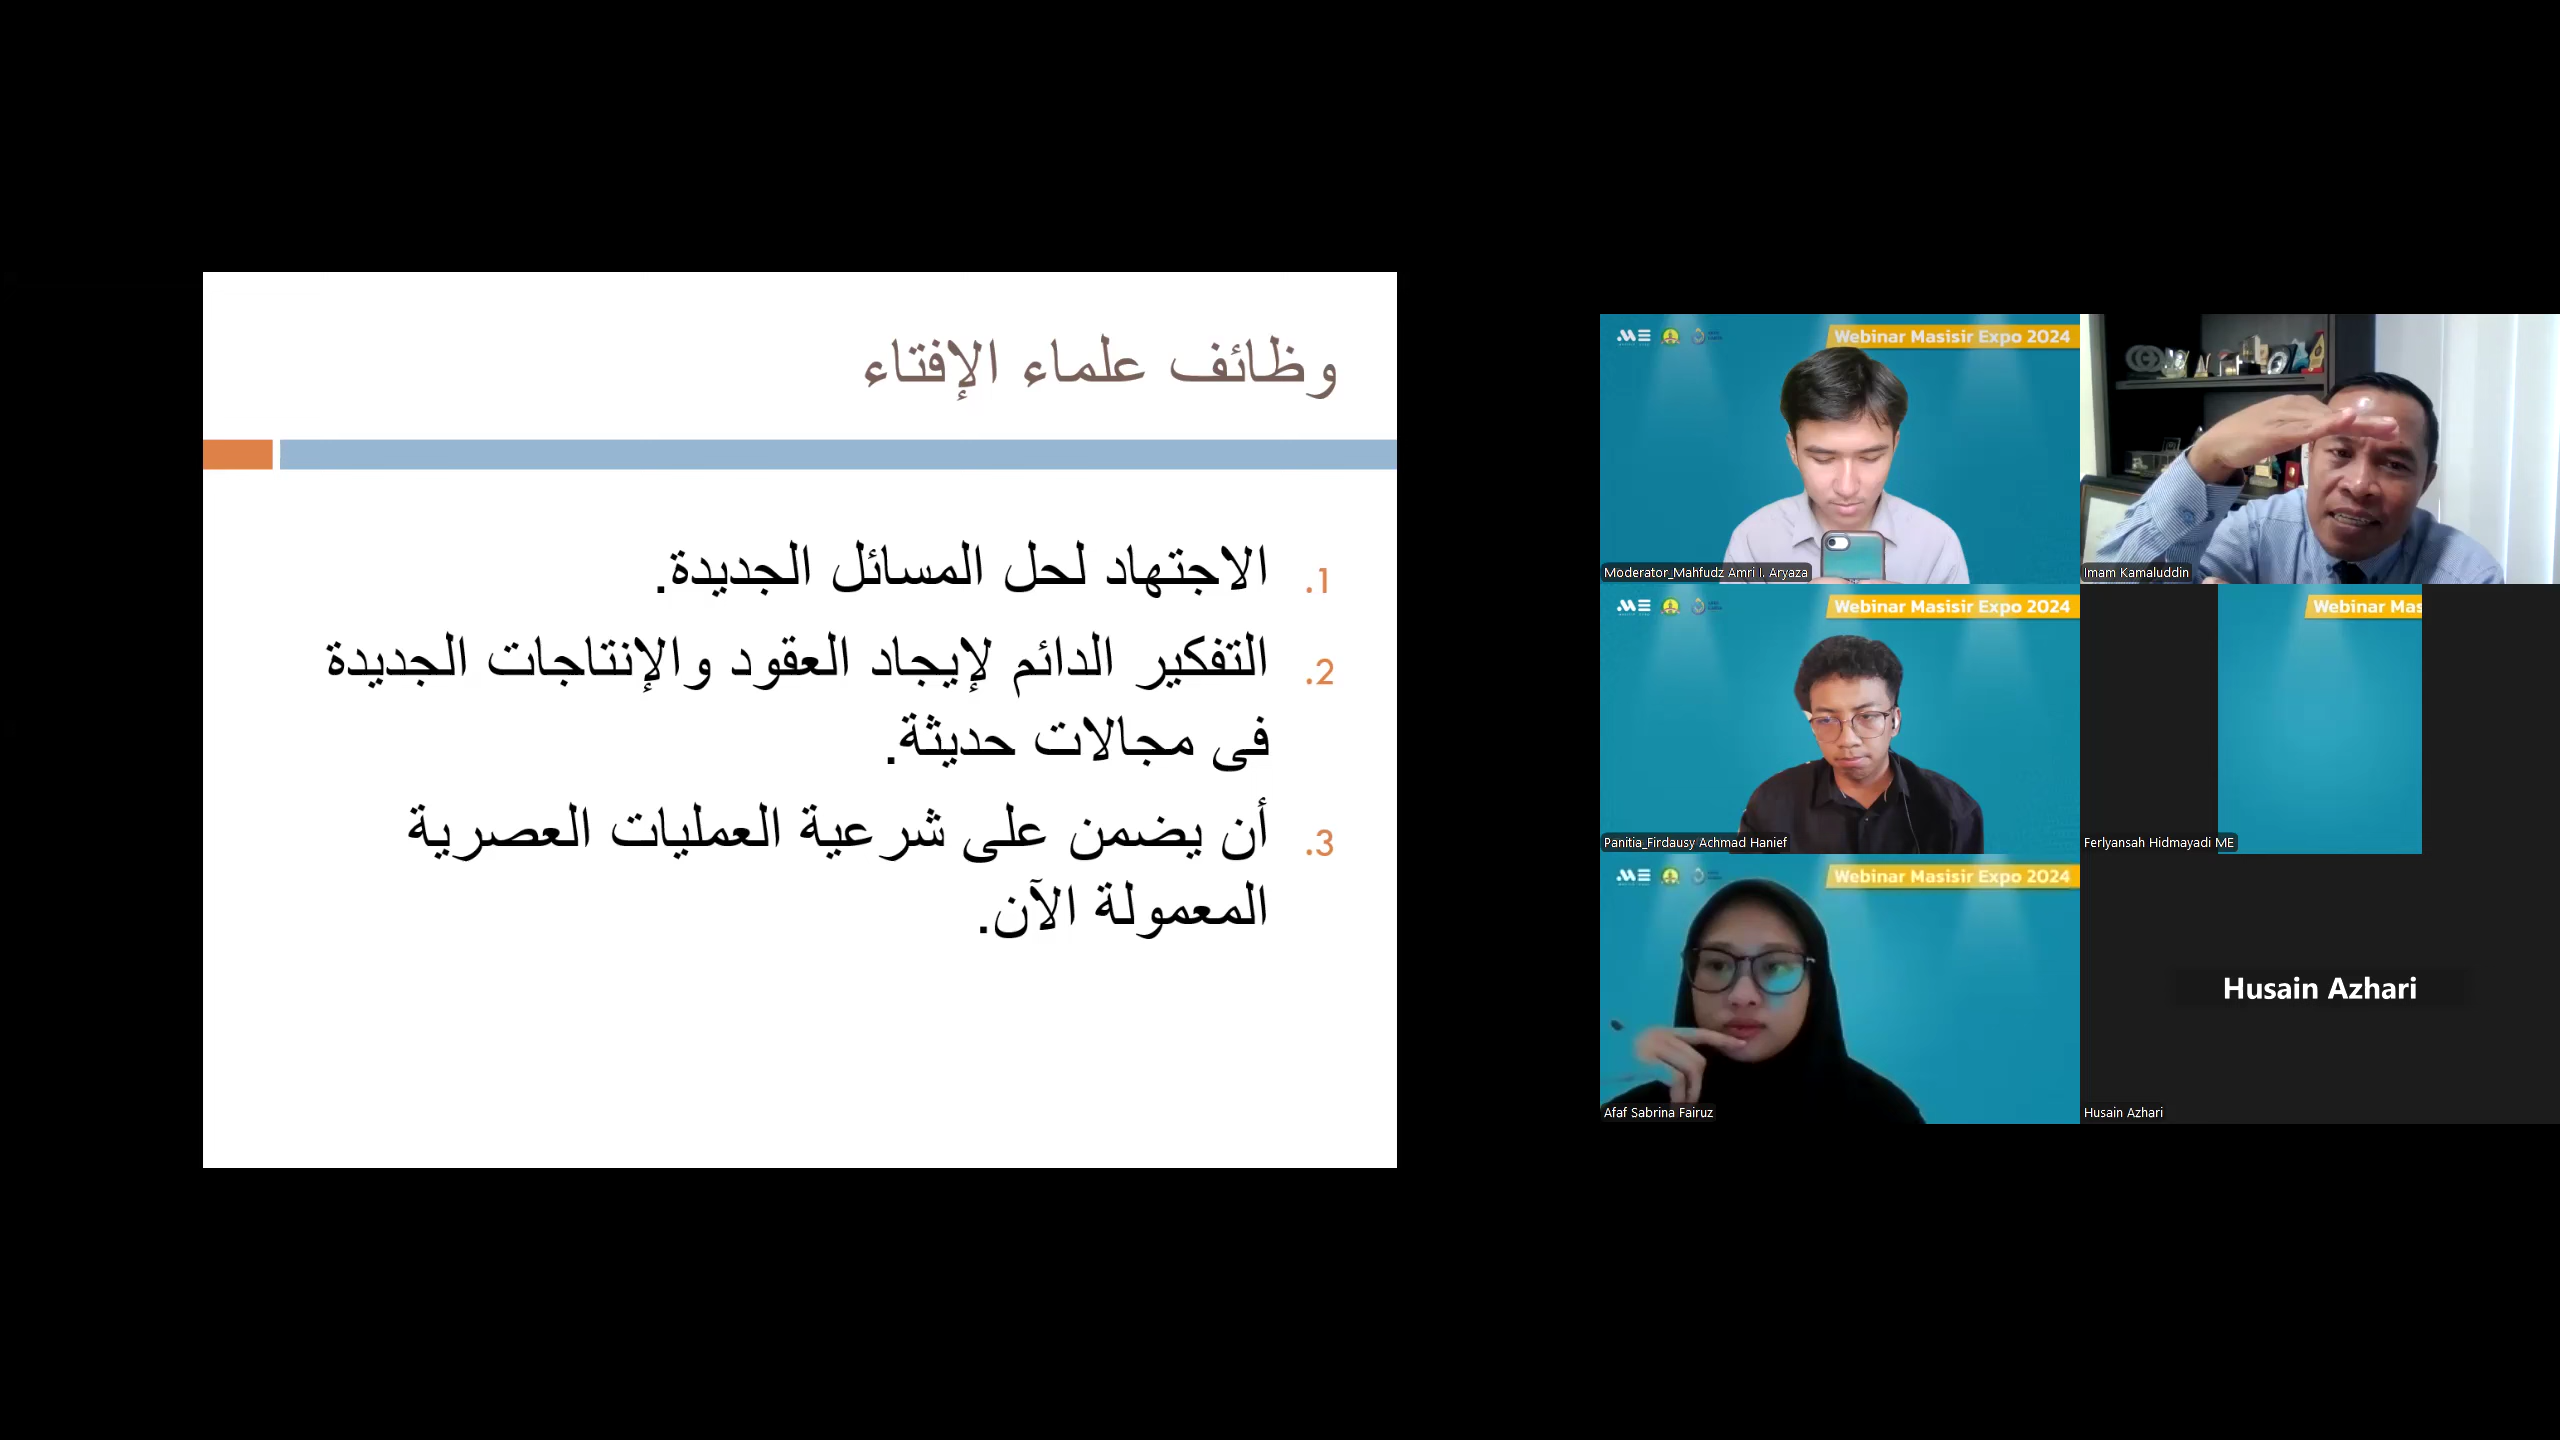 وظائف علماء الإفتاء
1. الاجتهاد لحل المسائل الجديدة.
2. التفكير الدائم لإيجاد العقود والإنتاجات الجديدة
فى مجالات حديثة.
3. أن يضمن على شرعية العمليات العصرية
المعمولة الآن.
Webinar Masisir Expo 2024
Moderator_Mahfudz Amri I. Aryaza
Imam Kamaluddin
Webinar Masisir Expo 2024
Panitia_Firdausy Achmad Hanief
Webinar Mas
Ferlyansah Hidmayadi ME
Webinar Masisir Expo 2024
Afaf Sabrina Fairuz
Husain Azhari
Husain Azhari